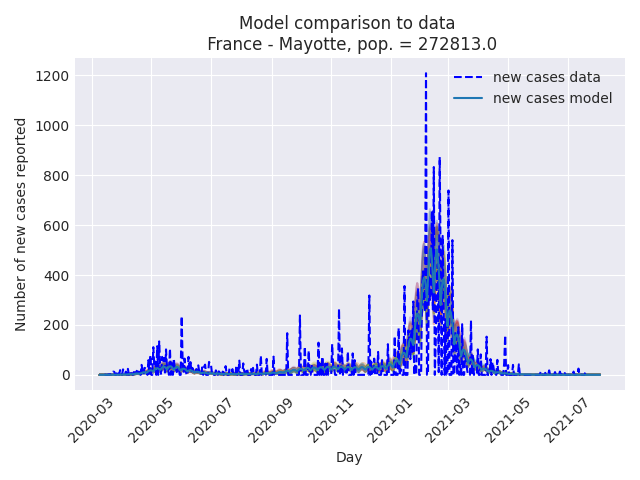 Model comparison to data
France - Mayotte, pop. = 272813.0
new cases data
new cases model
Number of new cases reported
1200
1000
800
600
400
200
0
2020-03
2020-05
2020-07
2020-09
2020-11
2021-01
2021-03
2021-05
2021-07
Day